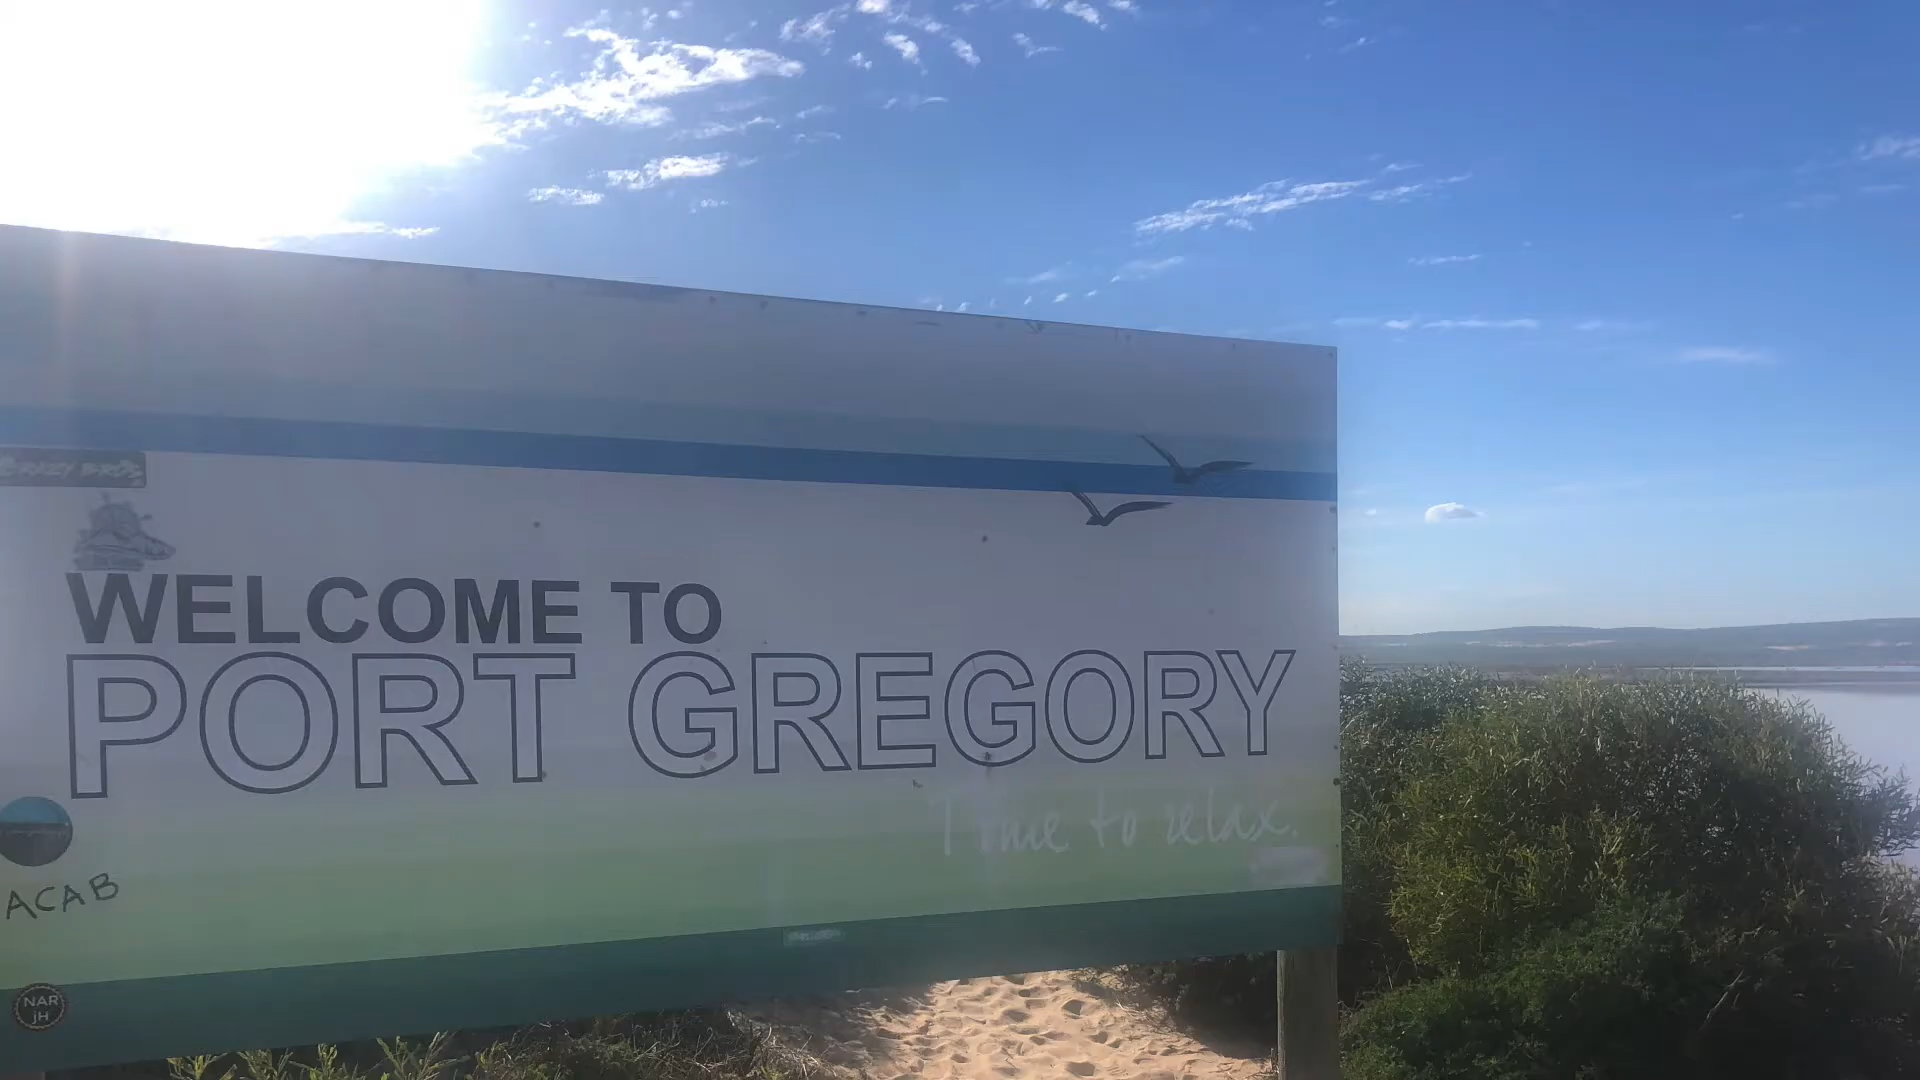 WELCOME TO
PORT GREGORY
Time to relax.
ACAB
NAR
jH